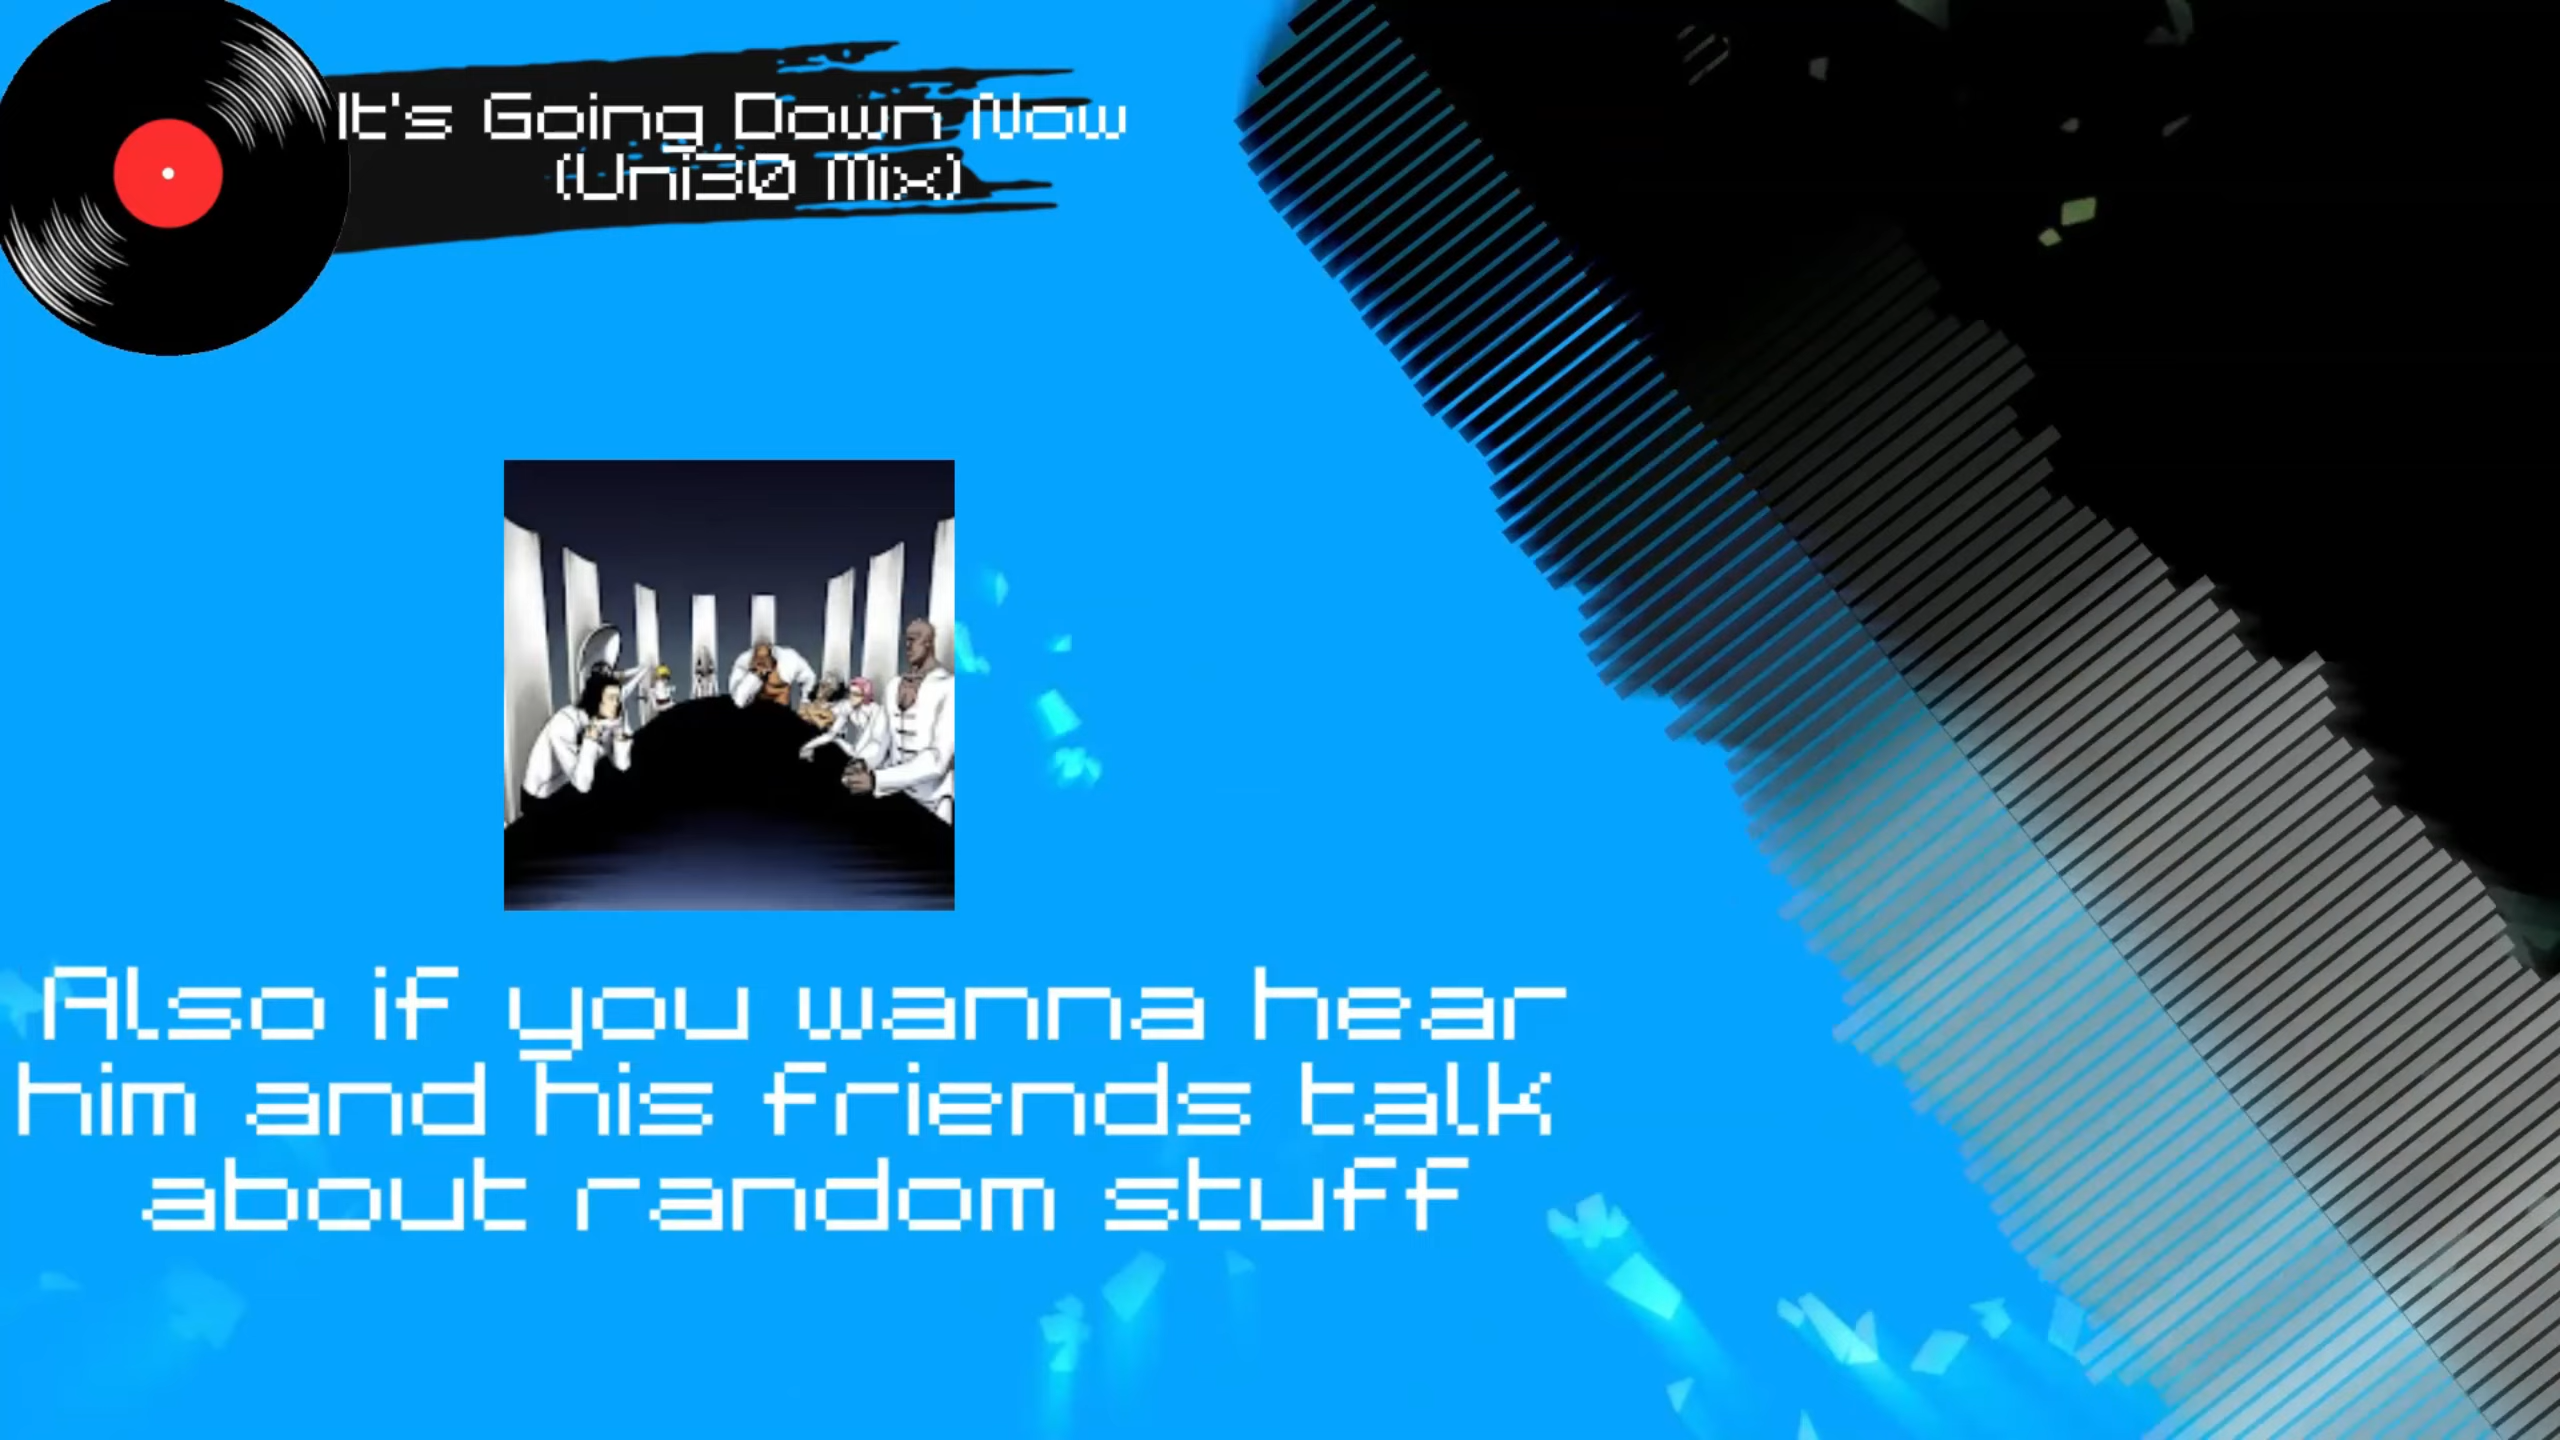 It's Going Down Now
(Uni30 Mix)
Also if you wanna hear
him and his friends talk
about random stuff